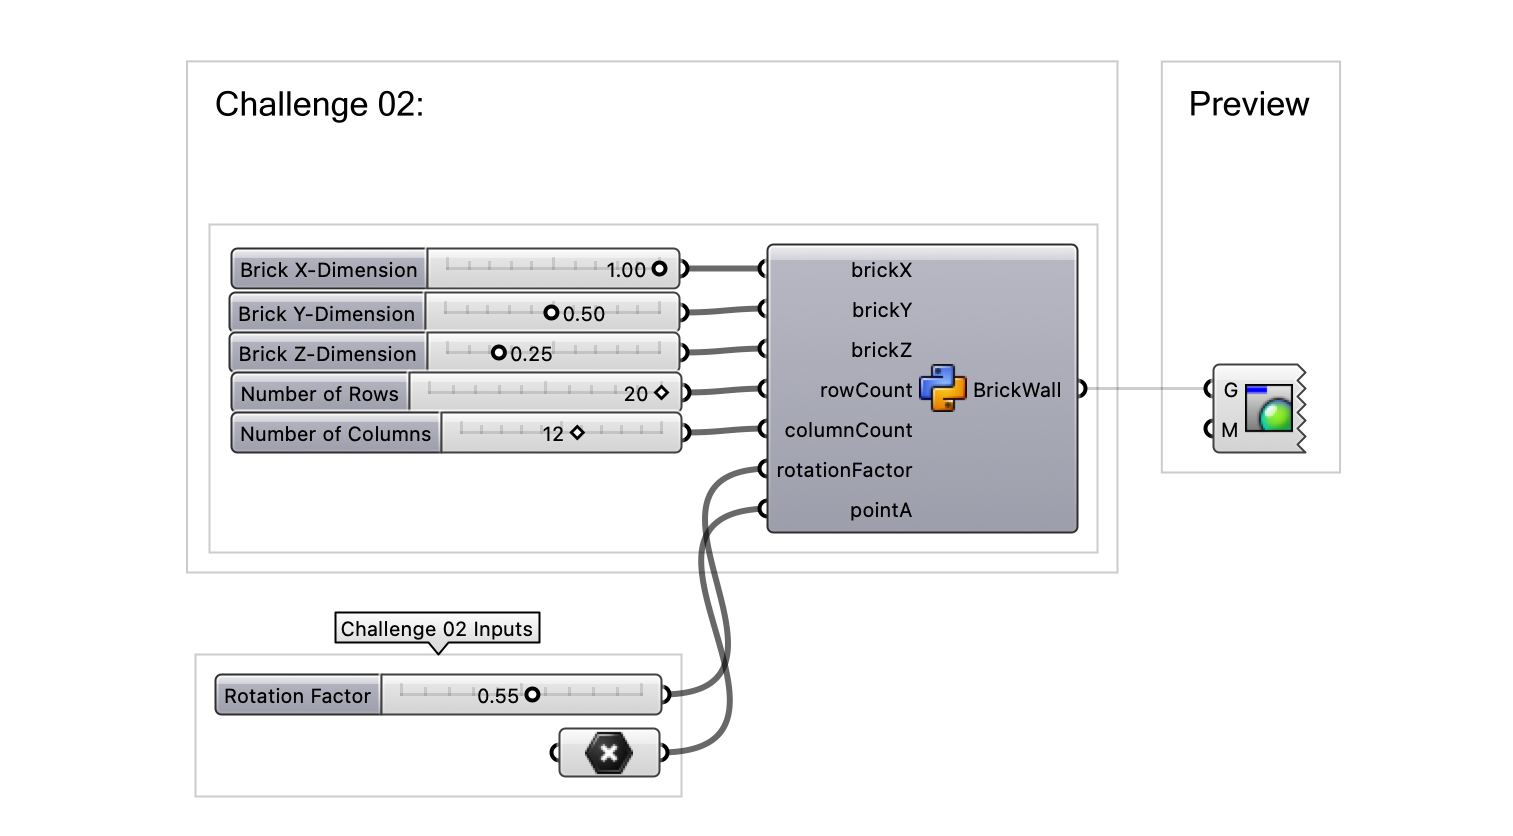 Challenge 02:
Preview
Brick X-Dimension 1.00
Brick Y-Dimension 0.50
Brick Z-Dimension 0.25
Number of Rows 20
Number of Columns 12
brickX
brickY
brickZ
rowCount
columnCount
rotationFactor
pointA
BrickWall
G
M
Challenge 02 Inputs
Rotation Factor 0.55